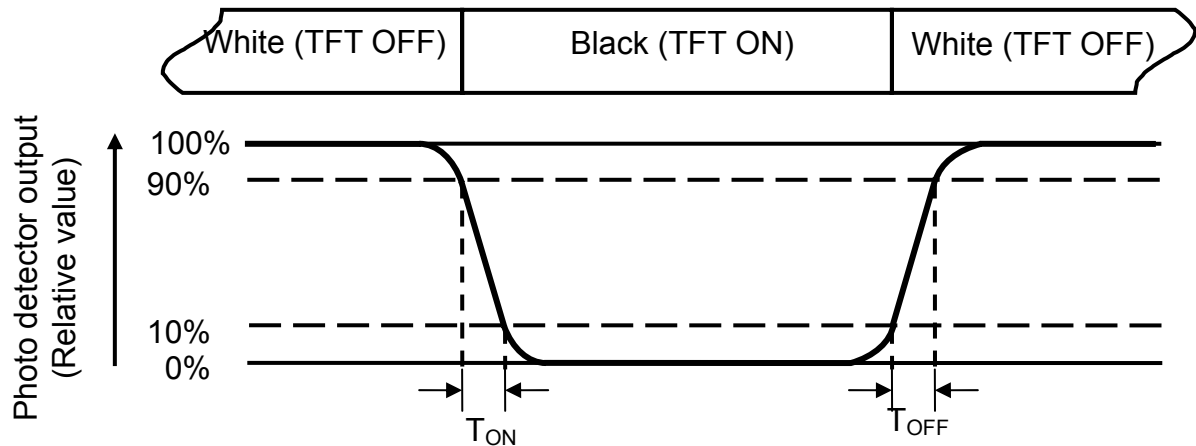 White (TFT OFF)
Black (TFT ON)
White (TFT OFF)
Photo detector output
(Relative value)
100%
90%
10%
0%
TON
TOFF